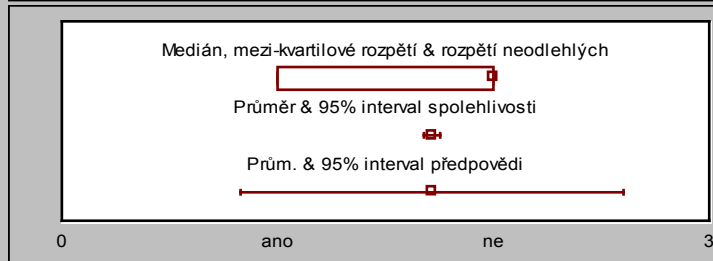 Medián, mezi-kvartilové rozpětí & rozpětí neodlehlých
Průměr & 95% interval spolehlivosti
Prům. & 95% interval předpovědi
0 ano ne 3